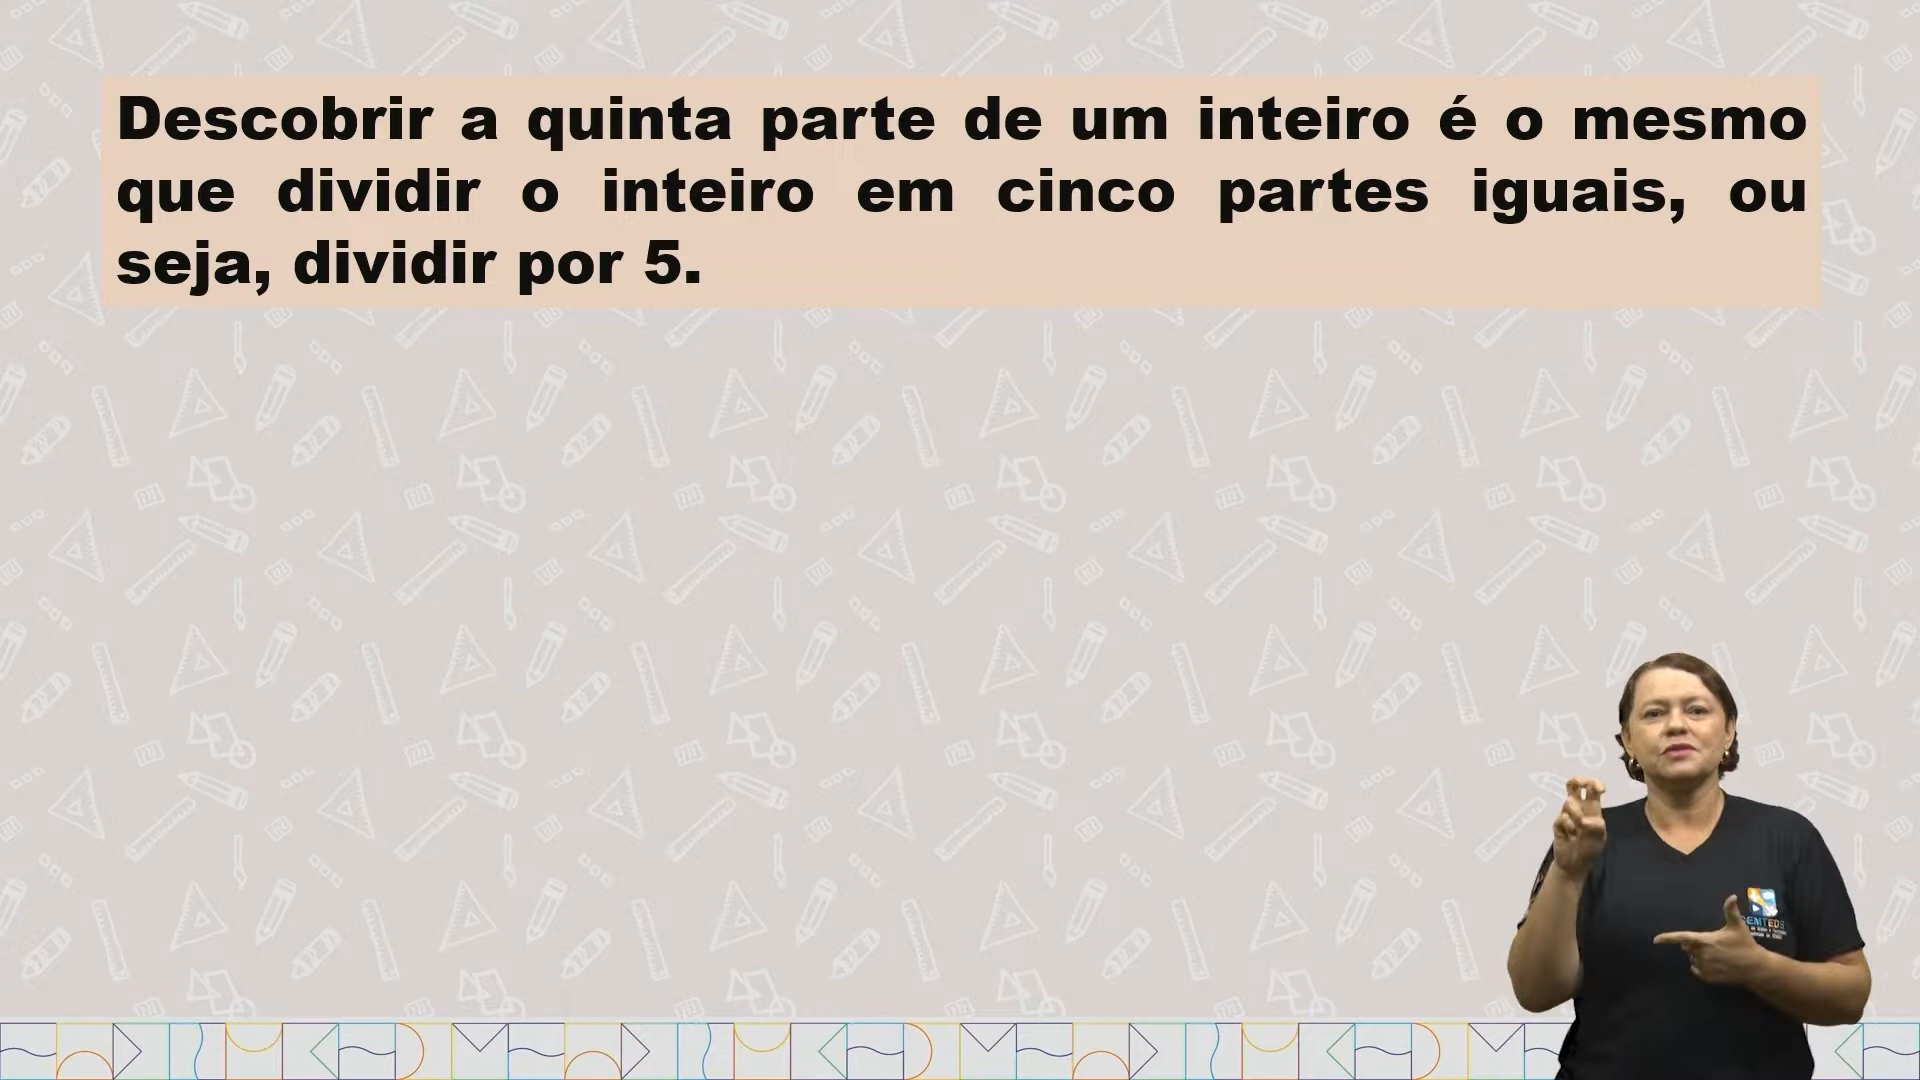 Descobrir a quinta parte de um inteiro é o mesmo
que dividir o inteiro em cinco partes iguais, ou
seja, dividir por 5.